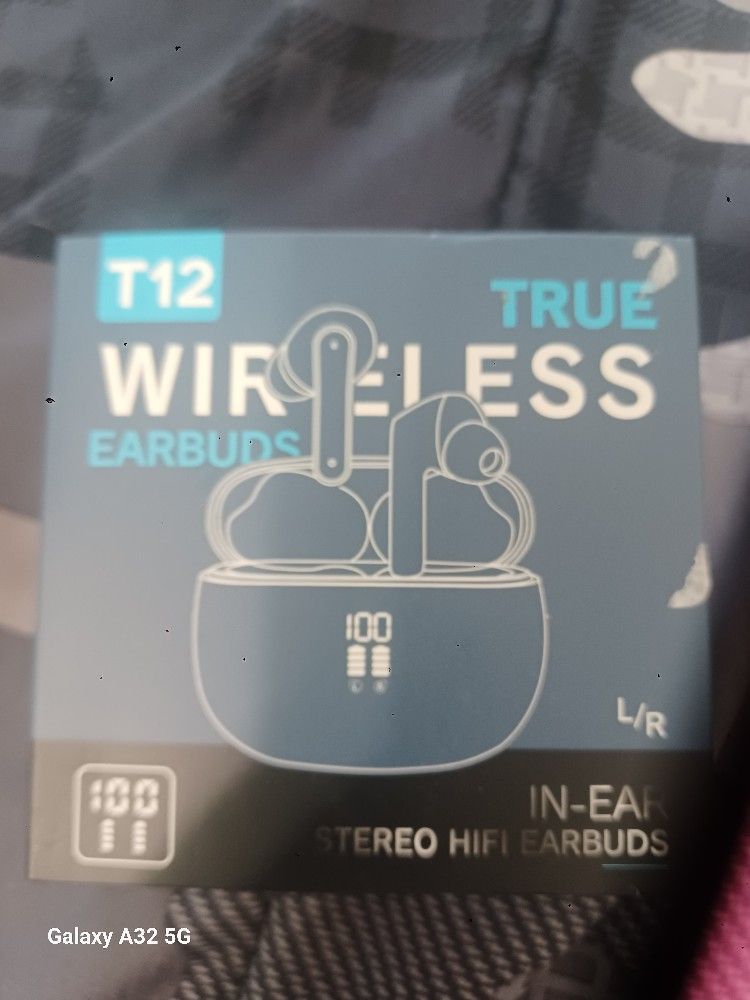 T12
TRUE
WIRELESS
EARBUDS
100
L R
L/R
100
IN-EAR
STEREO HIFI EARBUDS
Galaxy A32 5G